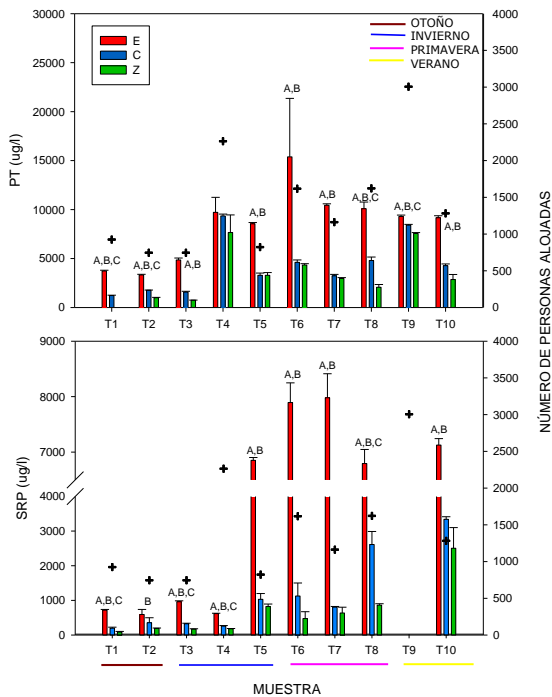 30000
25000
20000
15000
10000
5000
0
PT (ug/l)
E
C
Z
OTOÑO
INVIERNO
PRIMAVERA
VERANO
4000
3500
3000
2500
2000
1500
1000
500
0
A,B,C
A,B
A,B
A,B
A,B
A,B
A,B,C
A,B,C
A,B
T1 T2 T3 T4 T5 T6 T7 T8 T9 T10
NÚMERO DE PERSONAS ALOJADAS
9000
8000
7000
4000
3000
2000
1000
0
SRP (ug/l)
4000
3500
3000
2500
2000
1500
1000
500
0
A,B,C
B
A,B,C
A,B,C
A,B
A,B
A,B
A,B,C
A,B
T1 T2 T3 T4 T5 T6 T7 T8 T9 T10
MUESTRA